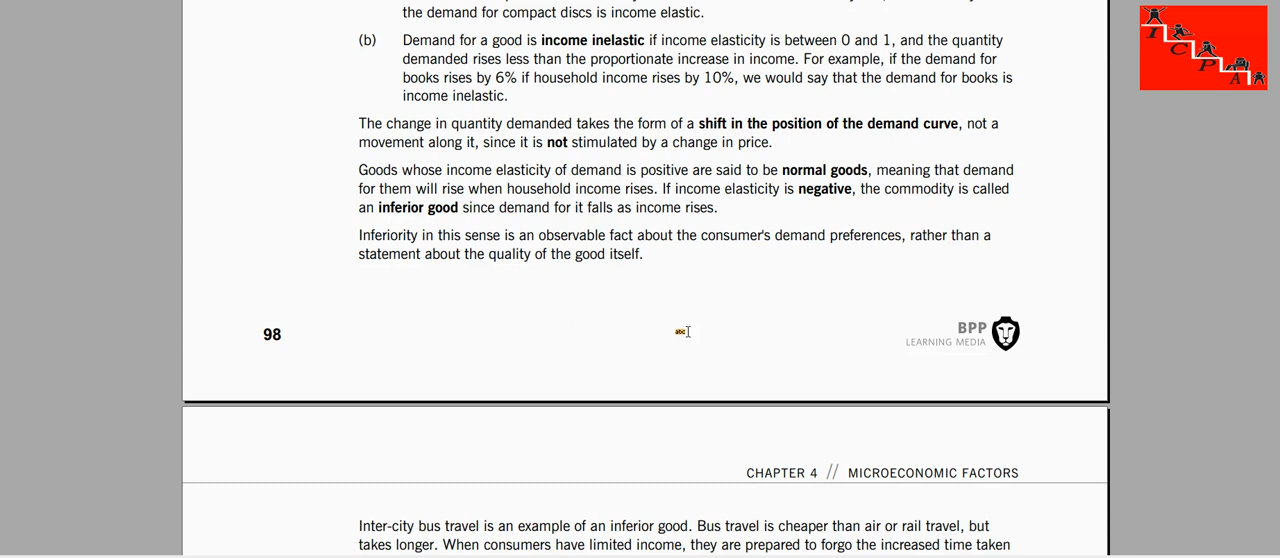 the demand for compact discs is income elastic.
(b) Demand for a good is income inelastic if income elasticity is between 0 and 1, and the quantity
demanded rises less than the proportionate increase in income. For example, if the demand for
books rises by 6% if household income rises by 10%, we would say that the demand for books is
income inelastic.
The change in quantity demanded takes the form of a shift in the position of the demand curve, not a
movement along it, since it is not stimulated by a change in price.
Goods whose income elasticity of demand is positive are said to be normal goods, meaning that demand
for them will rise when household income rises. If income elasticity is negative, the commodity is called
an inferior good since demand for it falls as income rises.
Inferiority in this sense is an observable fact about the consumer's demand preferences, rather than a
statement about the quality of the good itself.
98
abc
BPP
LEARNING MEDIA
CHAPTER 4 // MICROECONOMIC FACTORS
Inter-city bus travel is an example of an inferior good. Bus travel is cheaper than air or rail travel, but
takes longer. When consumers have limited income, they are prepared to forgo the increased time taken
I
C
P
A